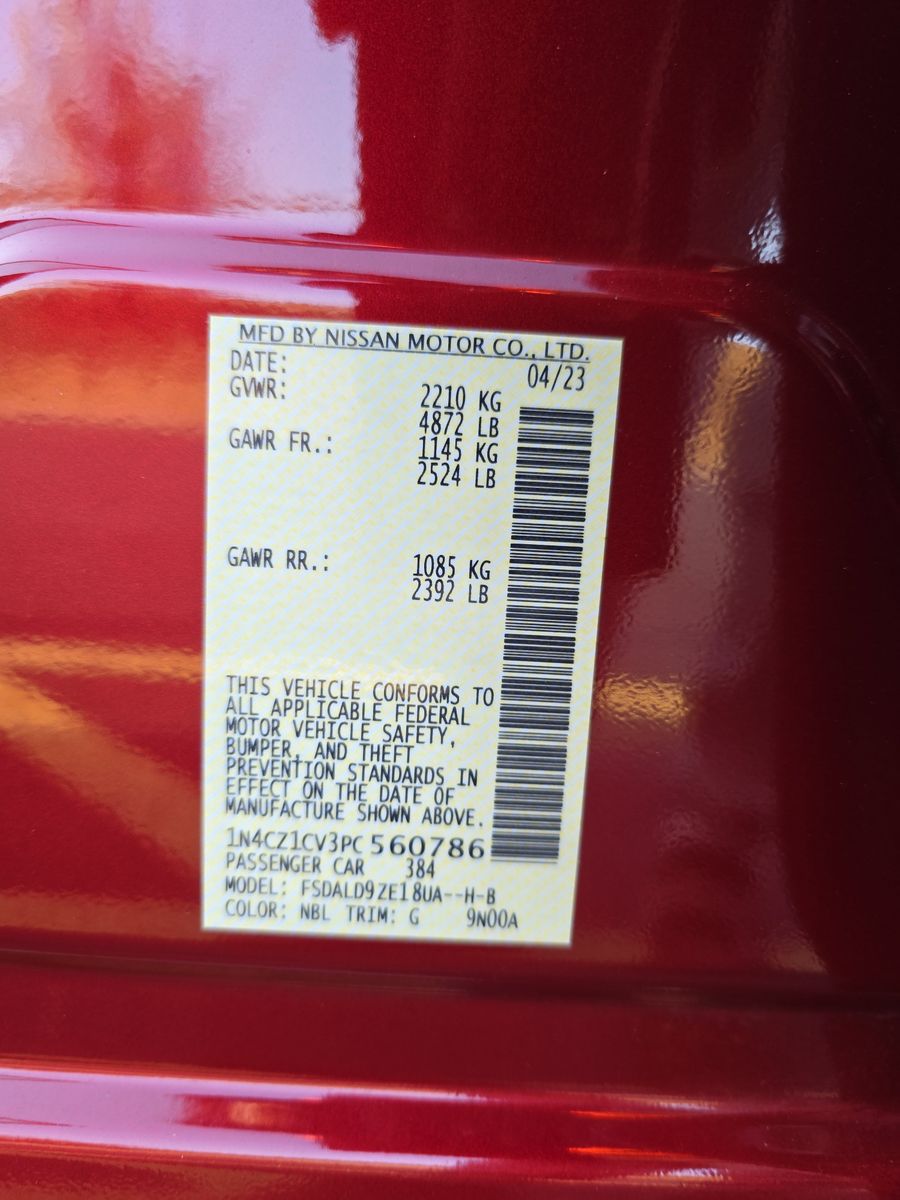 MFD BY NISSAN MOTOR CO., LTD.
DATE: 04/23
GVWR: 2210 KG
4872 LB
GAWR FR.: 1145 KG
2524 LB
GAWR RR.: 1085 KG
2392 LB
THIS VEHICLE CONFORMS TO
ALL APPLICABLE FEDERAL
MOTOR VEHICLE SAFETY,
BUMPER, AND THEFT
PREVENTION STANDARDS IN
EFFECT ON THE DATE OF
MANUFACTURE SHOWN ABOVE.
1N4CZ1CV3PC560786
PASSENGER CAR 384
MODEL: FSDALD9ZE18UA--H-B
COLOR: NBL TRIM: G 9N00A